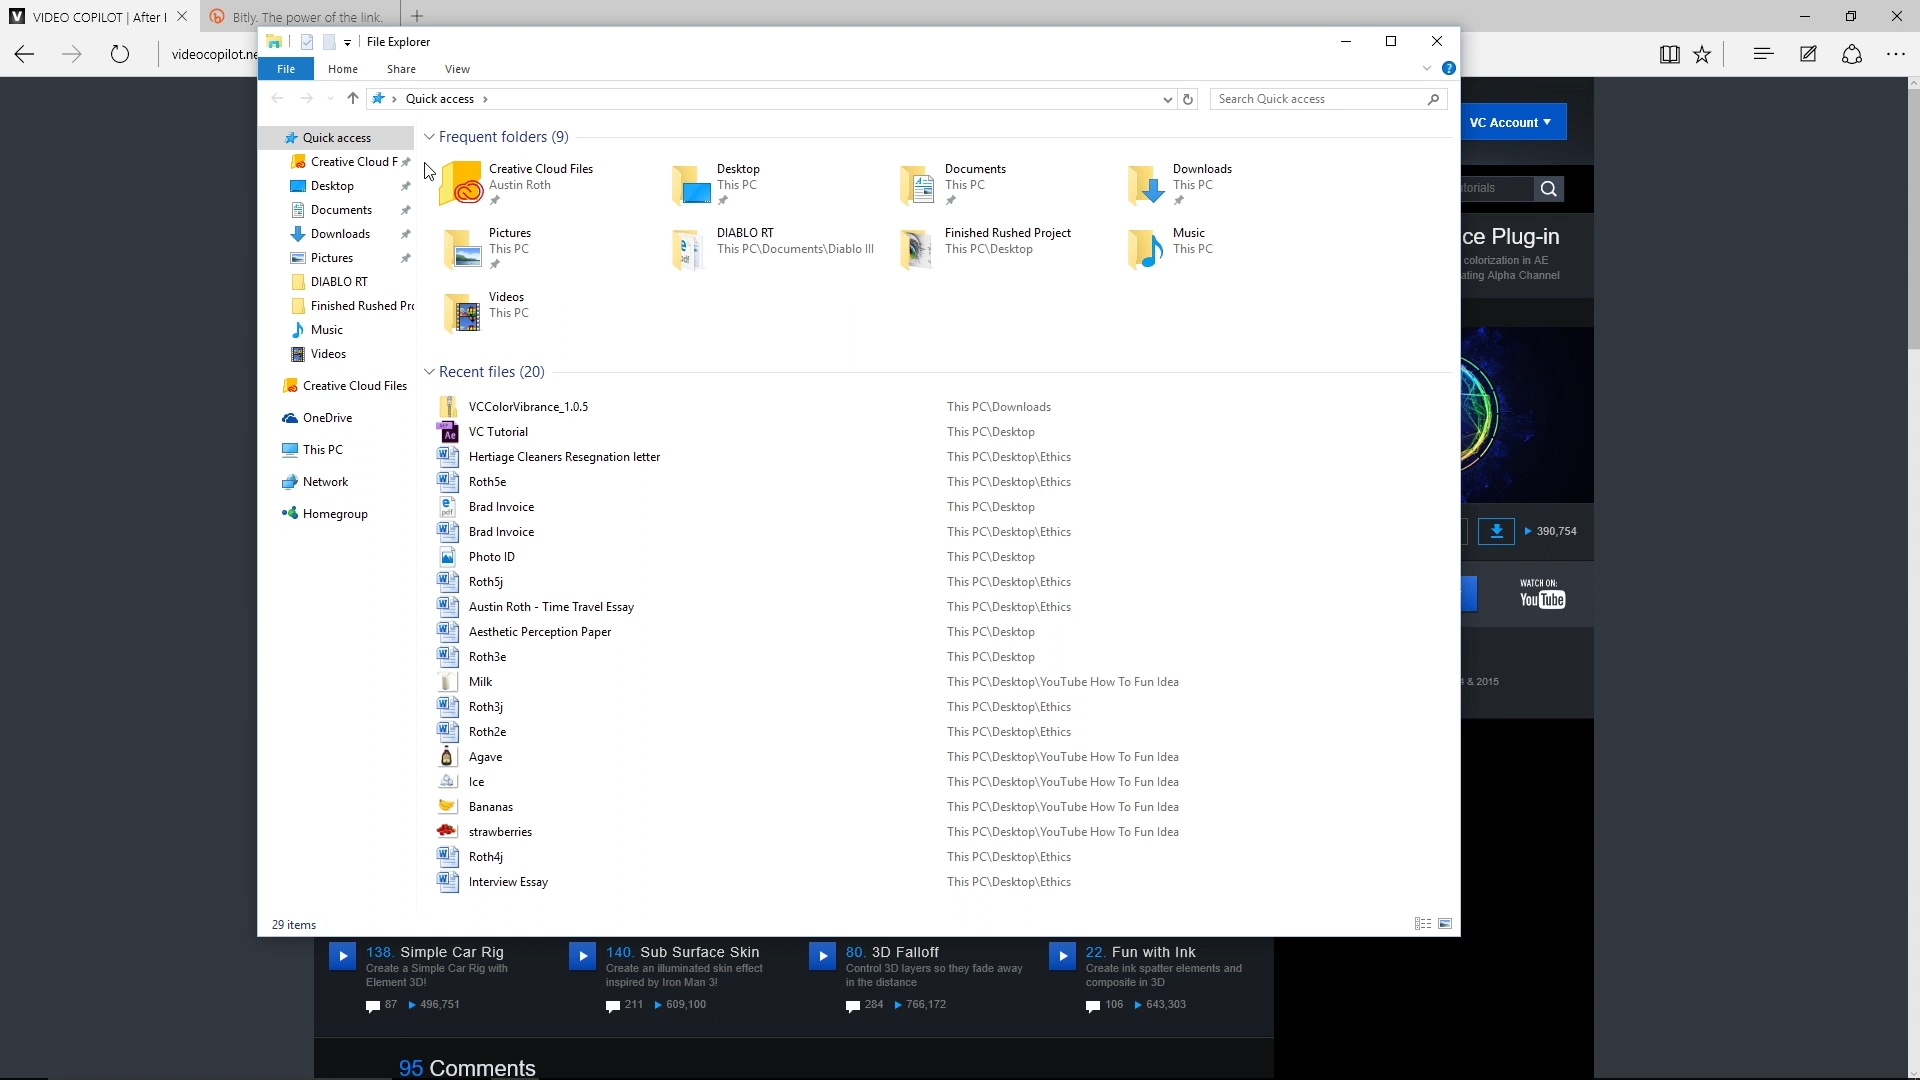 VIDEO COPILOT | After I
Bitly. The power of the link.
videocopilot.ne
File Explorer
File Home Share View
Quick access
Search Quick access
Quick access
Creative Cloud F
Desktop
Documents
Downloads
Pictures
DIABLO RT
Finished Rushed Pro
Music
Videos
Creative Cloud Files
OneDrive
This PC
Network
Homegroup
Frequent folders (9)
Creative Cloud Files
Austin Roth
Desktop
This PC
Documents
This PC
Downloads
This PC
Pictures
This PC
DIABLO RT
This PC\Documents\Diablo III
Finished Rushed Project
This PC\Desktop
Music
This PC
Videos
This PC
Recent files (20)
VCColorVibrance_1.0.5 This PC\Downloads
VC Tutorial This PC\Desktop
Hertiage Cleaners Resegnation letter This PC\Desktop\Ethics
Roth5e This PC\Desktop\Ethics
Brad Invoice This PC\Desktop
Brad Invoice This PC\Desktop\Ethics
Photo ID This PC\Desktop
Roth5j This PC\Desktop\Ethics
Austin Roth - Time Travel Essay This PC\Desktop\Ethics
Aesthetic Perception Paper This PC\Desktop
Roth3e This PC\Desktop
Milk This PC\Desktop\YouTube How To Fun Idea
Roth3j This PC\Desktop\Ethics
Roth2e This PC\Desktop\Ethics
Agave This PC\Desktop\YouTube How To Fun Idea
Ice This PC\Desktop\YouTube How To Fun Idea
Bananas This PC\Desktop\YouTube How To Fun Idea
strawberries This PC\Desktop\YouTube How To Fun Idea
Roth4j This PC\Desktop\Ethics
Interview Essay This PC\Desktop\Ethics
29 items
VC Account
torials
ce Plug-in
colorization in AE
ating Alpha Channel
390,754
WATCH ON:
YouTube
& 2015
138. Simple Car Rig
Create a Simple Car Rig with
Element 3D!
87 496,751
140. Sub Surface Skin
Create an illuminated skin effect
inspired by Iron Man 3!
211 609,100
80. 3D Falloff
Control 3D layers so they fade away
in the distance
284 766,172
22. Fun with Ink
Create ink spatter elements and
composite in 3D
106 643,303
95 Comments